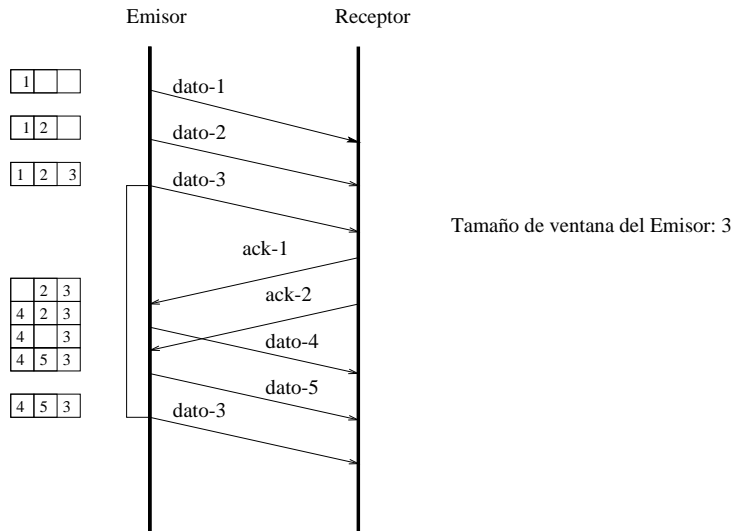 Emisor Receptor
1
dato-1
1 2
dato-2
1 2 3
dato-3
Tamaño de ventana del Emisor: 3
ack-1
2 3
ack-2
4 2 3
4 3
dato-4
4 5 3
dato-5
4 5 3
dato-3